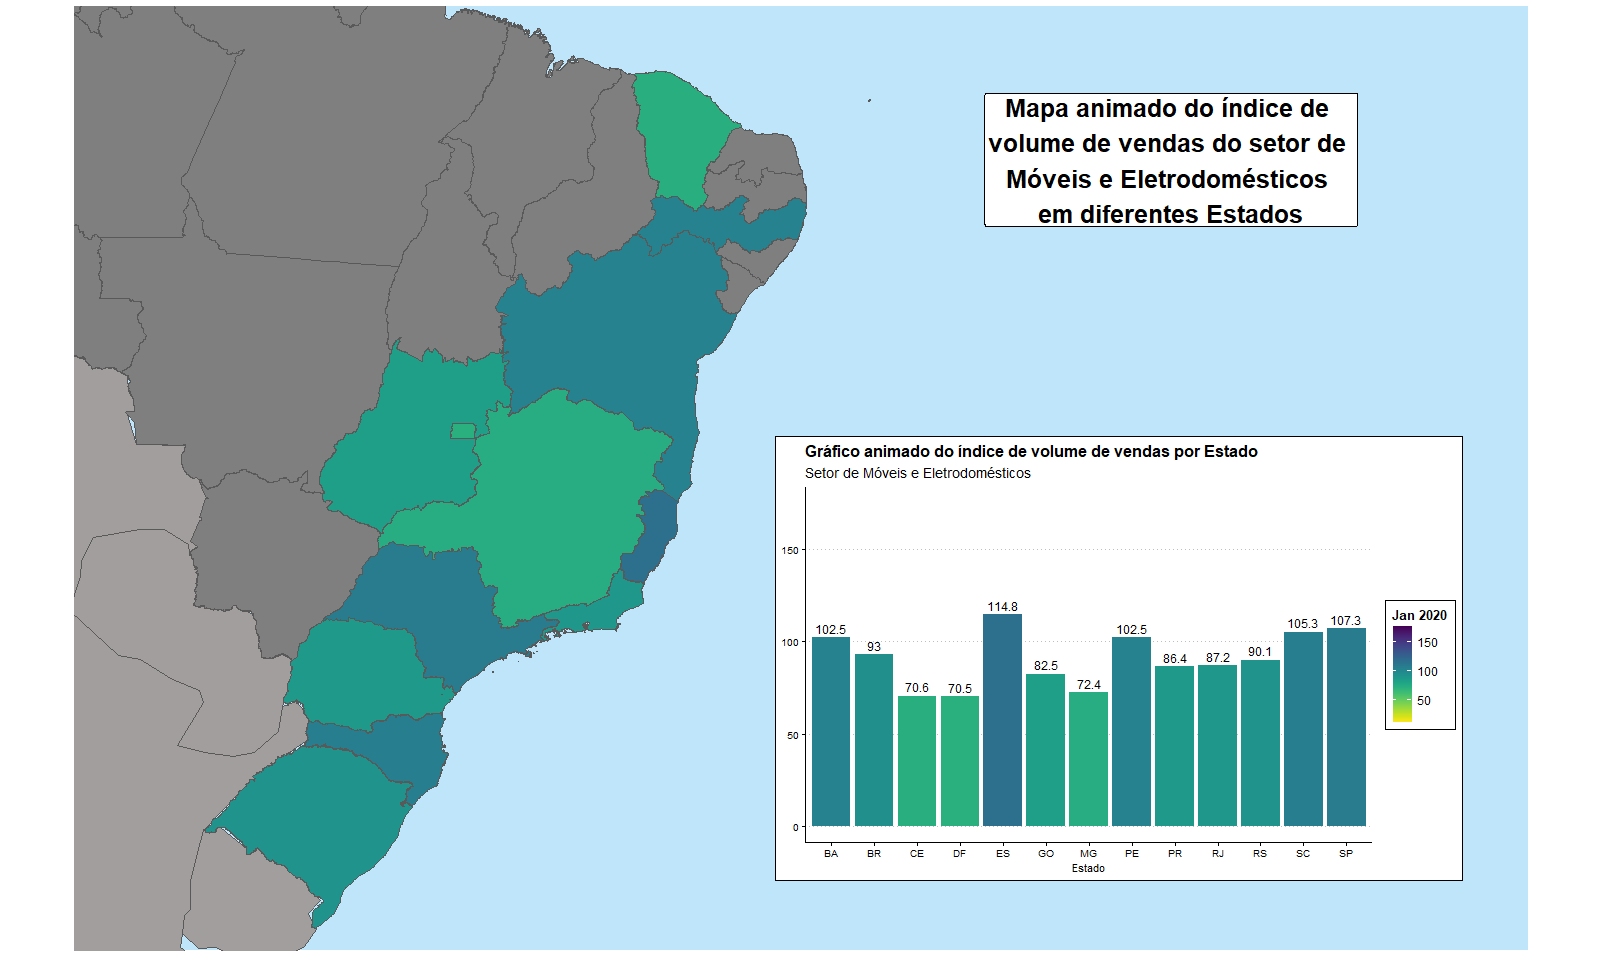 Mapa animado do índice de
volume de vendas do setor de
Móveis e Eletrodomésticos
em diferentes Estados
Gráfico animado do índice de volume de vendas por Estado
Setor de Móveis e Eletrodomésticos
150
100
50
0
102.5
93
70.6
70.5
114.8
82.5
72.4
102.5
86.4
87.2
90.1
105.3
107.3
BA
BR
CE
DF
ES
GO
MG
PE
PR
RJ
RS
SC
SP
Estado
Jan 2020
150
100
50